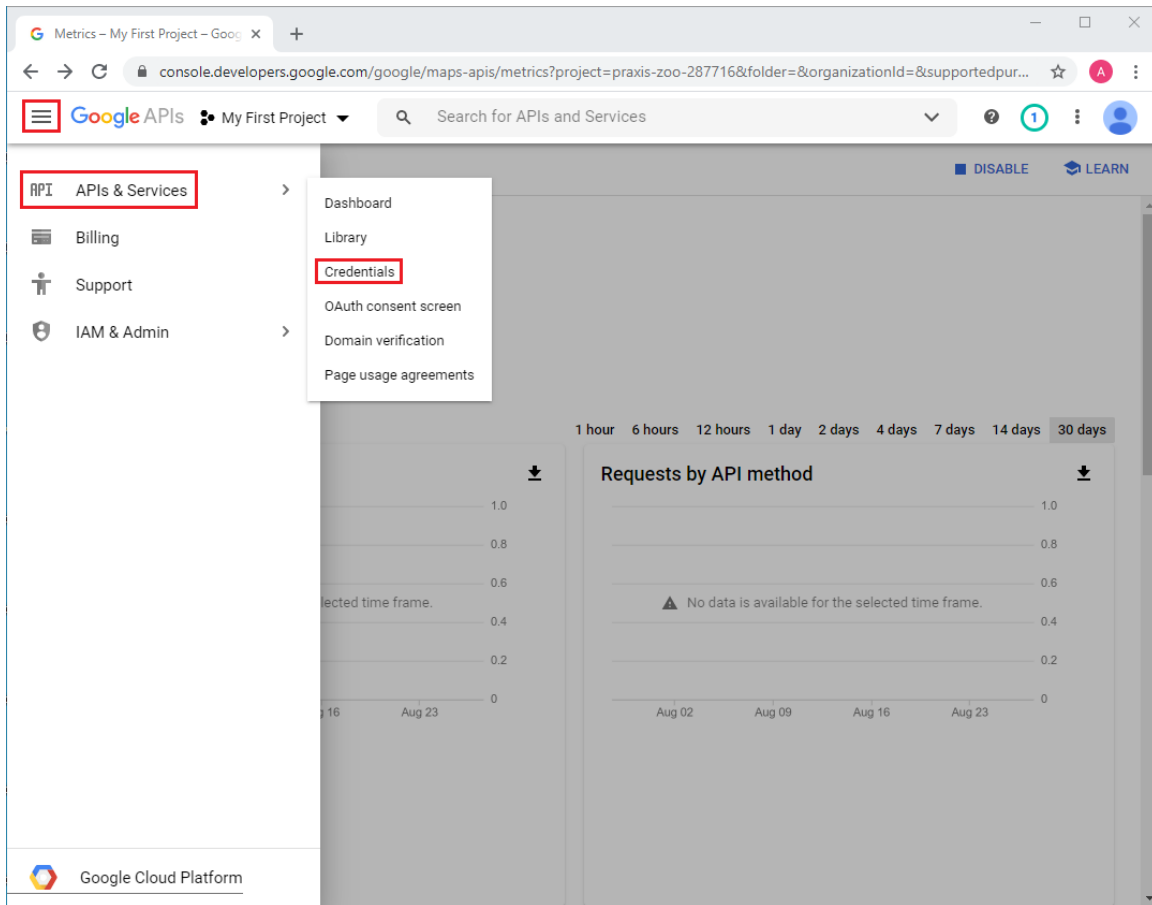 Metrics – My First Project – Goog
console.developers.google.com/google/maps-apis/metrics?project=praxis-zoo-287716&folder=&organizationId=&supportedpur...
A
Google APIs
My First Project
Search for APIs and Services
1
DISABLE
LEARN
API APIs & Services
Billing
Support
IAM & Admin
Dashboard
Library
Credentials
OAuth consent screen
Domain verification
Page usage agreements
1 hour 6 hours 12 hours 1 day 2 days 4 days 7 days 14 days 30 days
1.0
0.8
0.6
lected time frame.
0.4
0.2
0
16 Aug 23
Requests by API method
1.0
0.8
0.6
No data is available for the selected time frame.
0.4
0.2
0
Aug 02 Aug 09 Aug 16 Aug 23
Google Cloud Platform